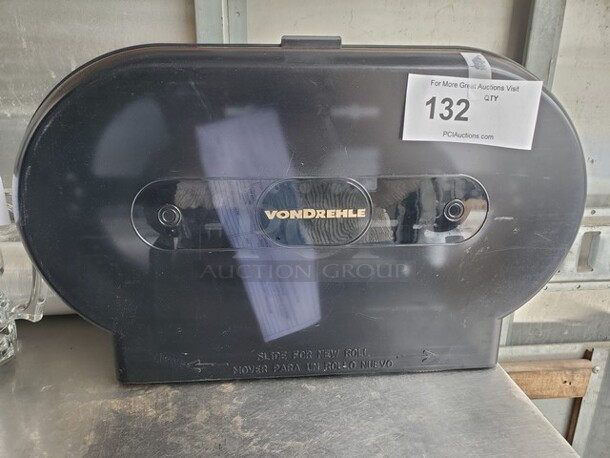 For More Great Auctions Visit
132 QTY
PCIAuctions.com
VONDREHLE
AUCTION GROUP
SLIDE FOR NEW ROLL
MOVER PARA UN ROLLO NUEVO